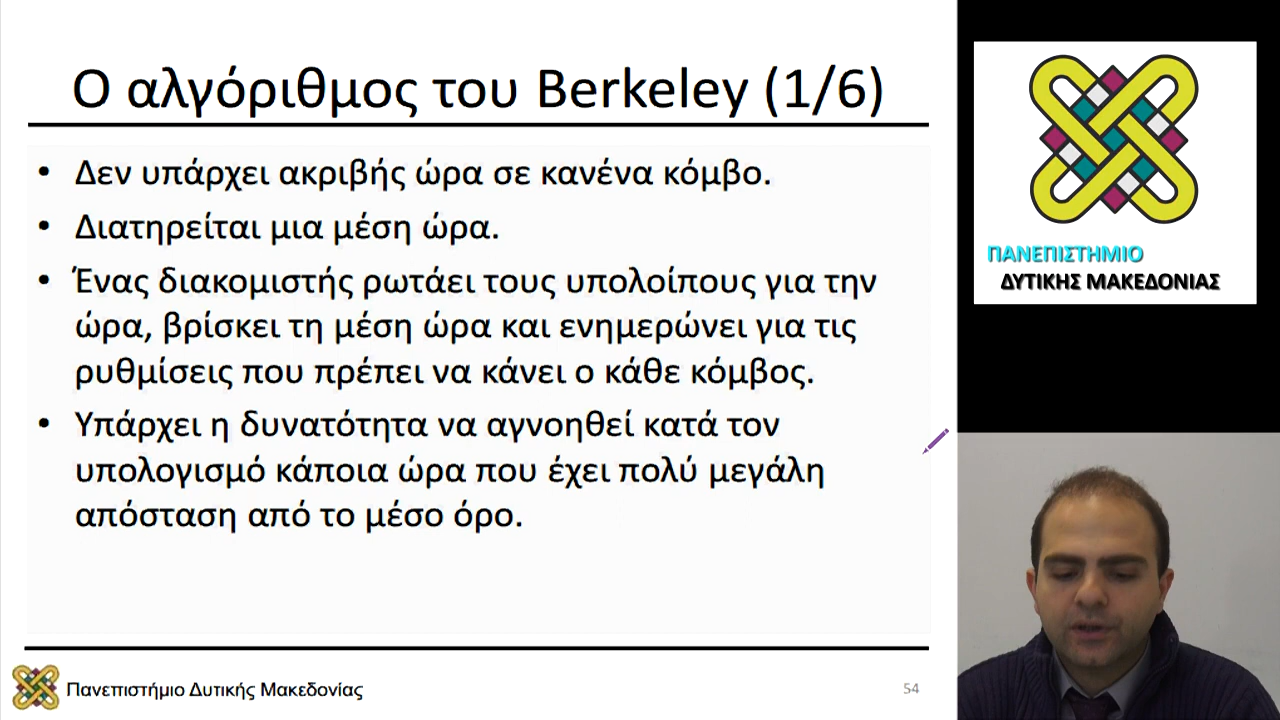 Ο αλγόριθμος του Berkeley (1/6)
• Δεν υπάρχει ακριβής ώρα σε κανένα κόμβο.
• Διατηρείται μια μέση ώρα.
• Ένας διακομιστής ρωτάει τους υπολοίπους για την
ώρα, βρίσκει τη μέση ώρα και ενημερώνει για τις
ρυθμίσεις που πρέπει να κάνει ο κάθε κόμβος.
• Υπάρχει η δυνατότητα να αγνοηθεί κατά τον
υπολογισμό κάποια ώρα που έχει πολύ μεγάλη
απόσταση από το μέσο όρο.
Πανεπιστήμιο Δυτικής Μακεδονίας
54
ΠΑΝΕΠΙΣΤΗΜΙΟ
ΔΥΤΙΚΗΣ ΜΑΚΕΔΟΝΙΑΣ